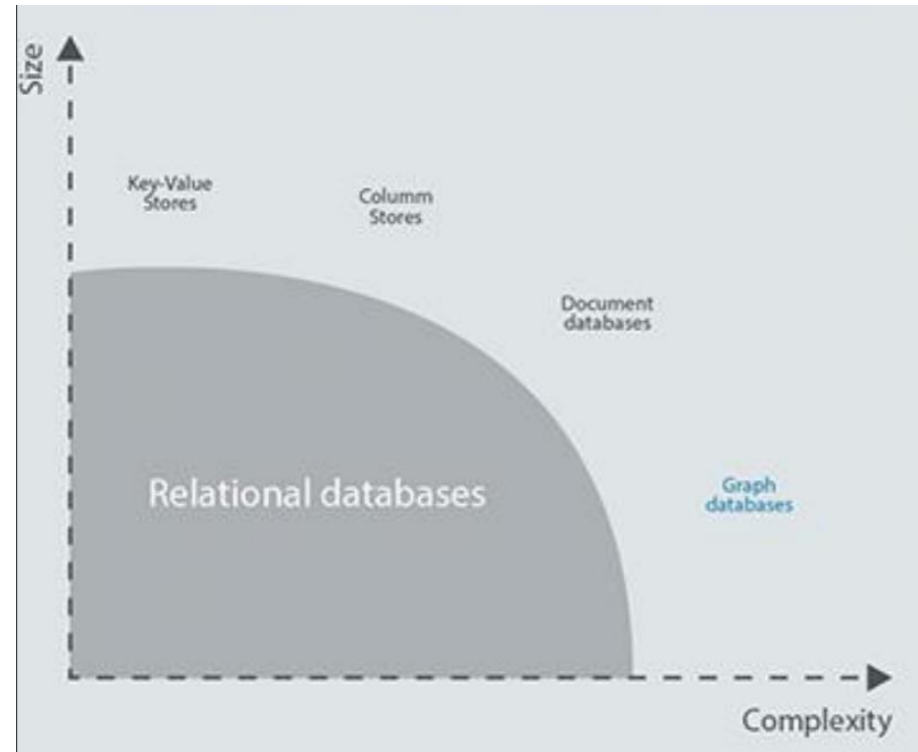 Size
Key-Value
Stores
Columm
Stores
Document
databases
Relational databases
Graph
databases
Complexity